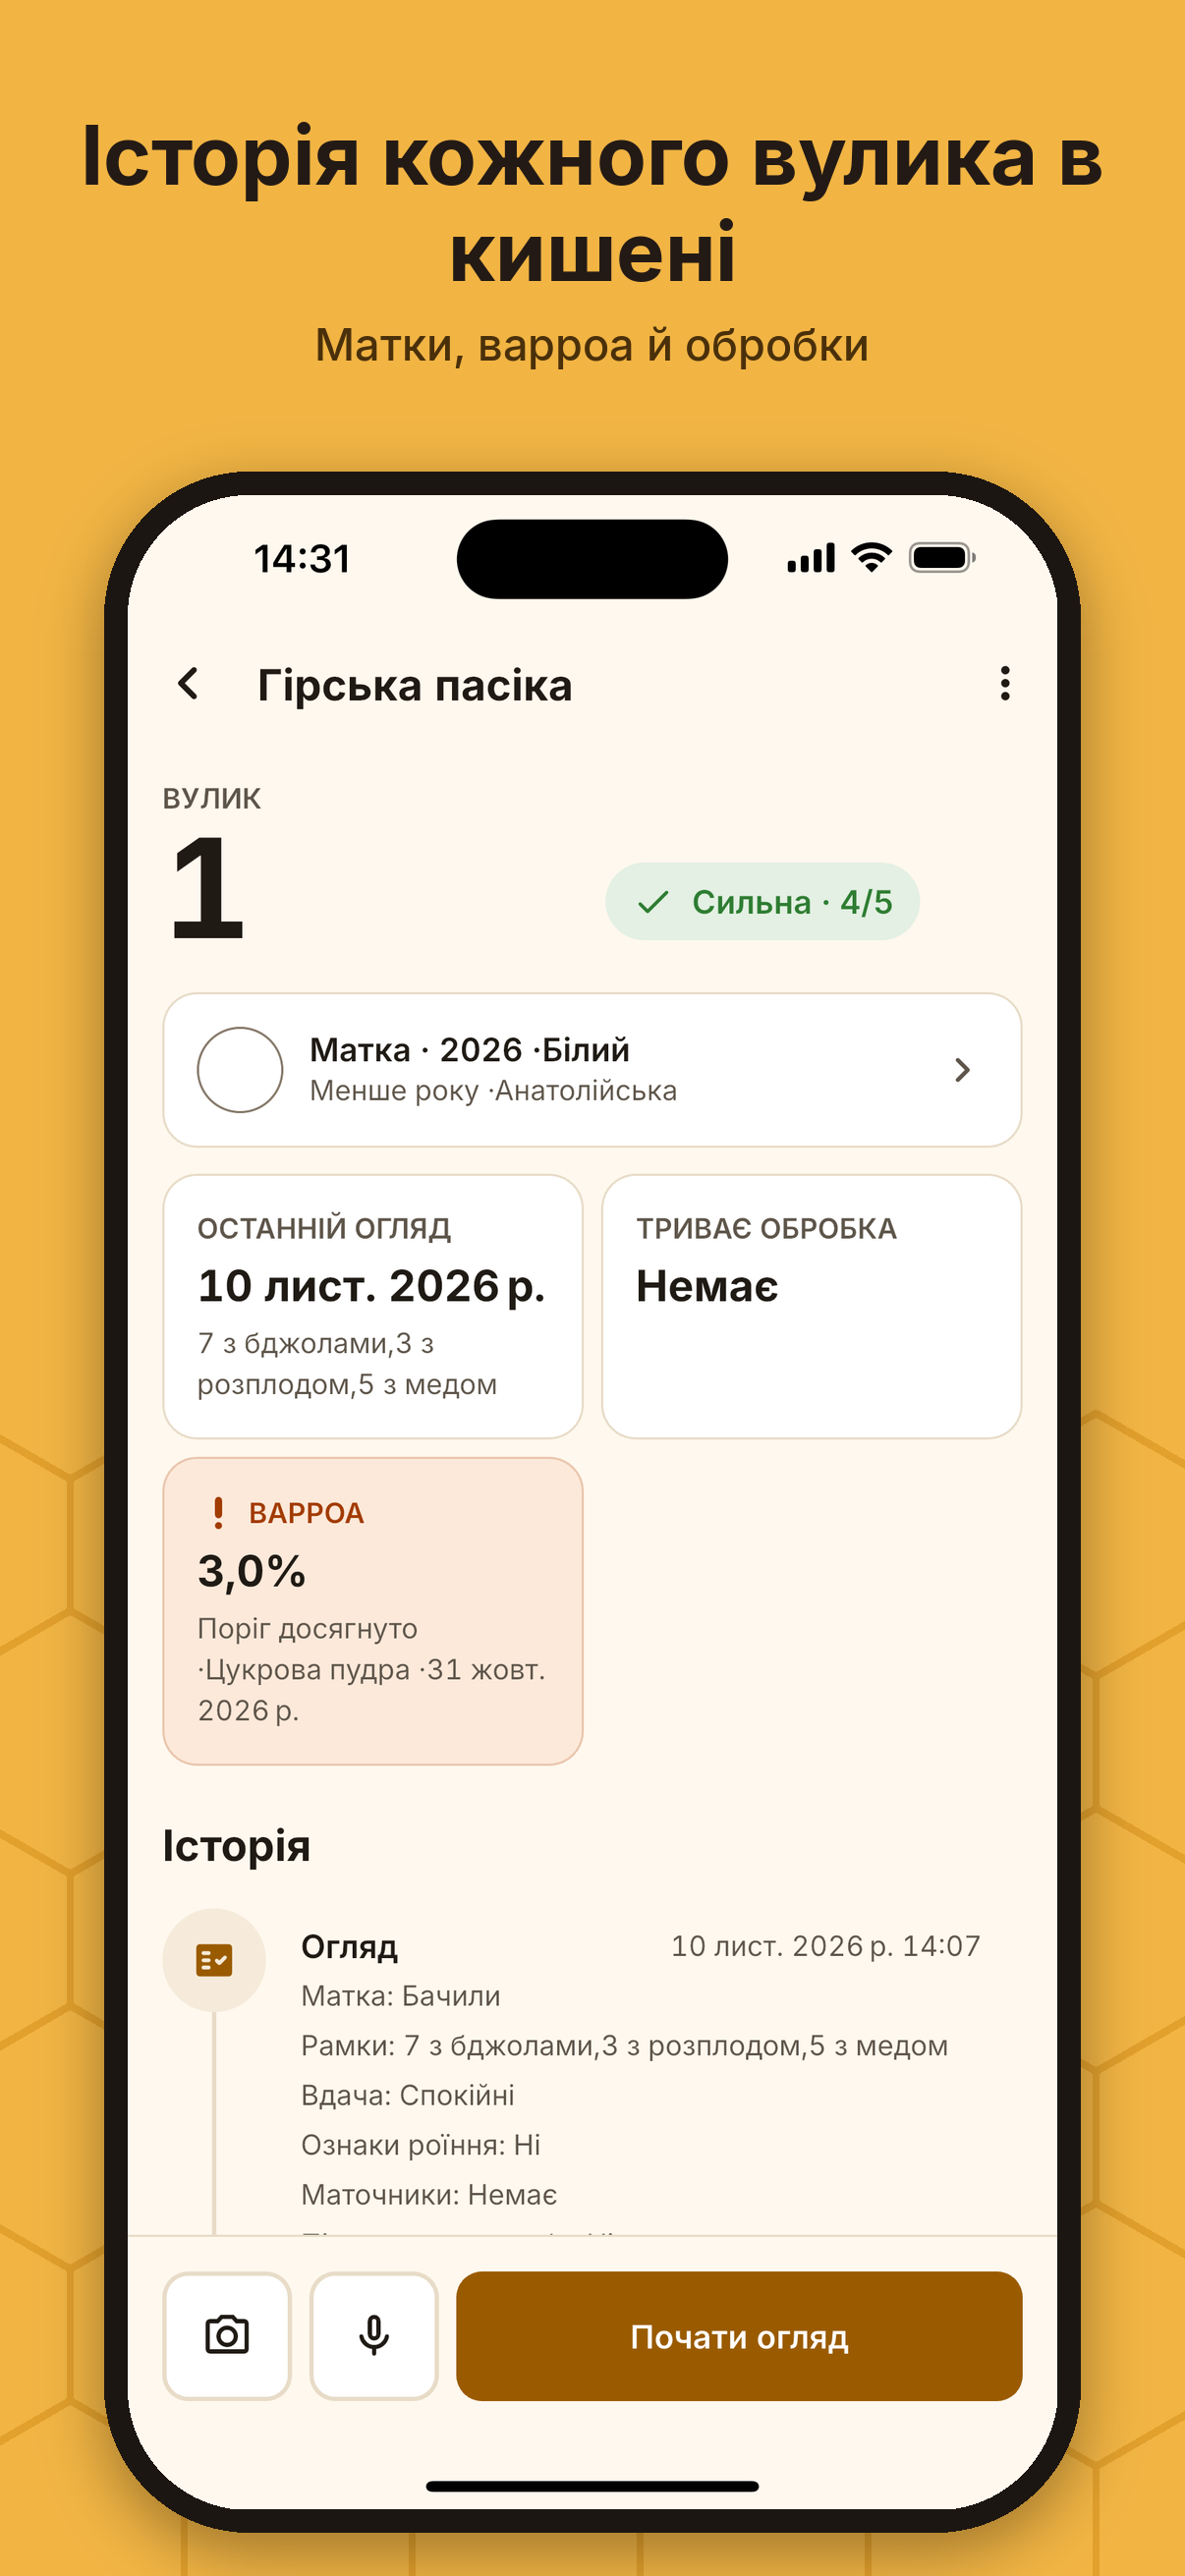 Історія кожного вулика в
кишені
Матки, варроа й обробки
14:31
Гірська пасіка
ВУЛИК
1
Сильна · 4/5
Матка · 2026 ·Білий
Менше року ·Анатолійська
ОСТАННІЙ ОГЛЯД
10 лист. 2026 р.
7 з бджолами,3 з
розплодом,5 з медом
ТРИВАЄ ОБРОБКА
Немає
ВАРРОА
3,0%
Поріг досягнуто
·Цукрова пудра ·31 жовт.
2026 р.
Історія
Огляд
10 лист. 2026 р. 14:07
Матка: Бачили
Рамки: 7 з бджолами,3 з розплодом,5 з медом
Вдача: Спокійні
Ознаки роїння: Ні
Маточники: Немає
Почати огляд